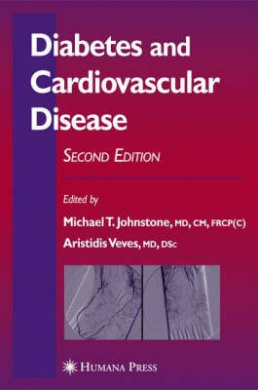 Diabetes and
Cardiovascular
Disease
SECOND EDITION
Edited by
Michael T. Johnstone, MD, CM, FRCP(C)
Aristidis Veves, MD, DSc
HUMANA PRESS